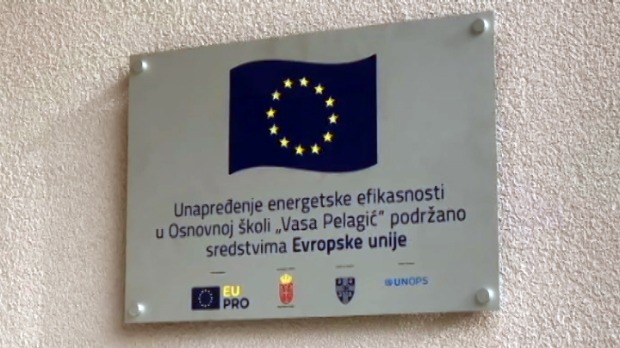 Unapređenje energetske efikasnosti
u Osnovnoj školi „Vasa Pelagić” podržano
sredstvima Evropske unije
EU
PRO
UNOPS